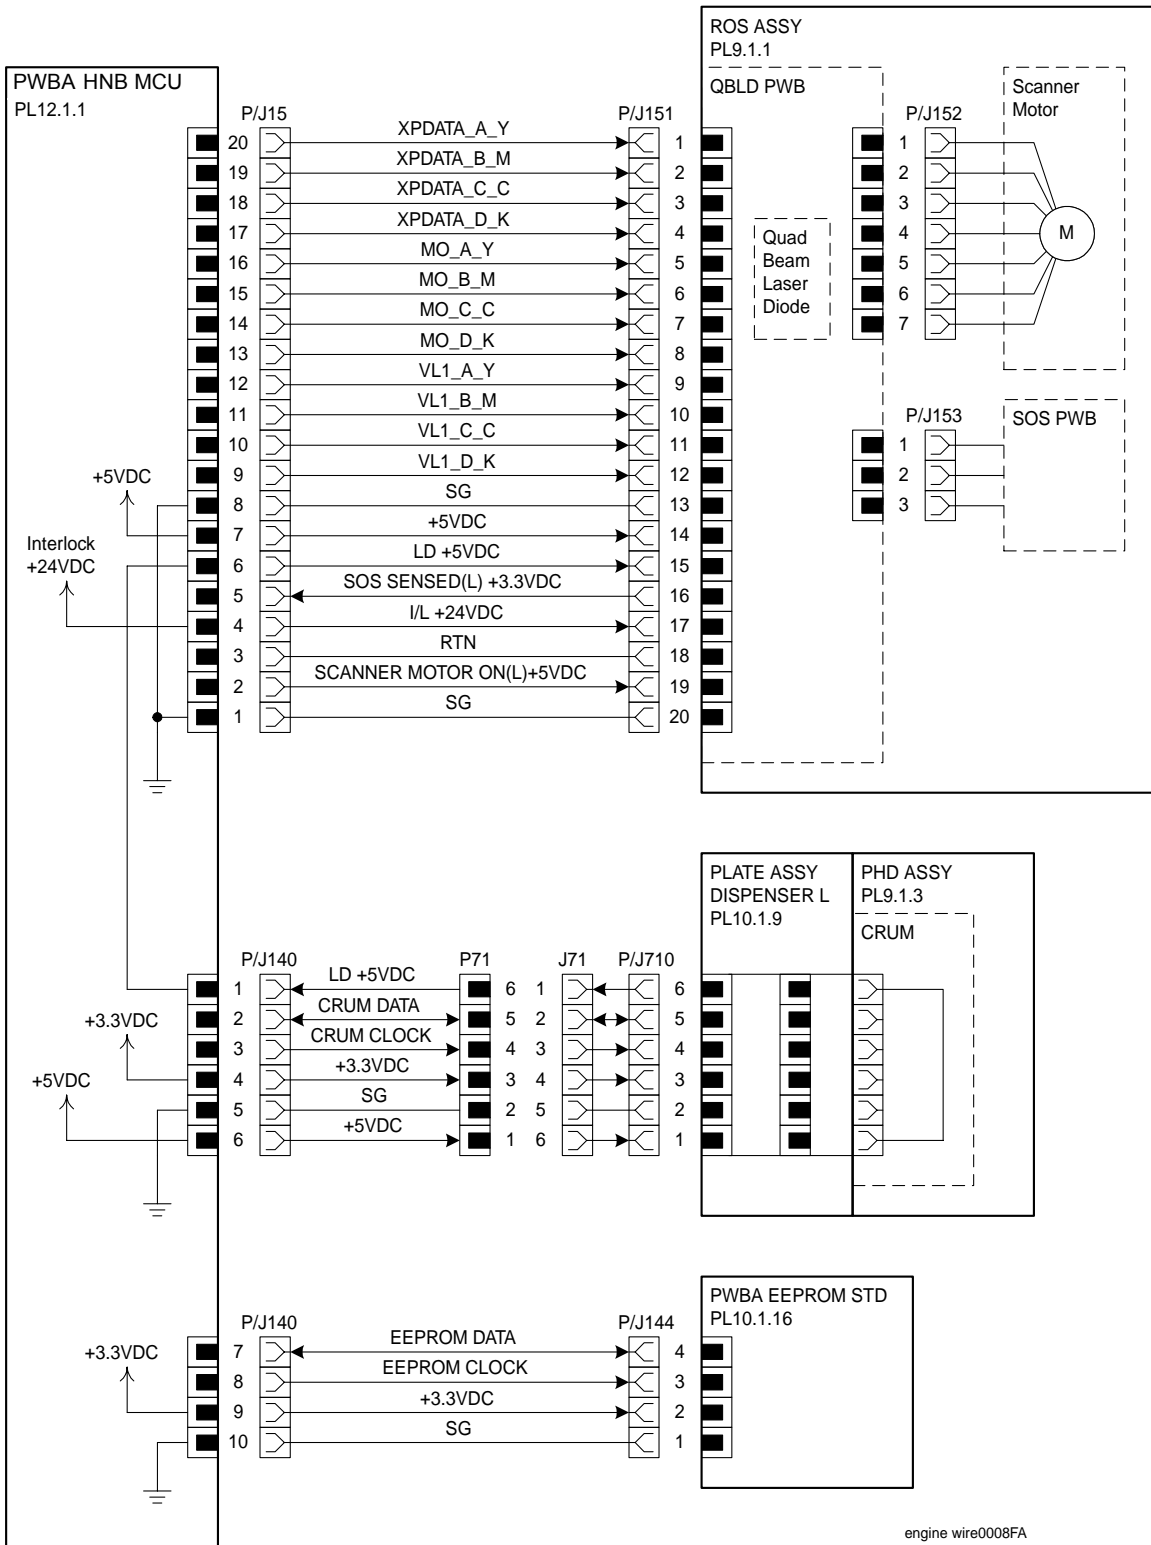 ROS ASSY
PL9.1.1
PWBA HNB MCU
PL12.1.1
QBLD PWB
Scanner
Motor
P/J15
P/J151
P/J152
20 XPDATA_A_Y 1 1
19 XPDATA_B_M 2 2
18 XPDATA_C_C 3 3
17 XPDATA_D_K 4 4
16 MO_A_Y 5 5
15 MO_B_M 6 6
14 MO_C_C 7 7
Quad
Beam
Laser
Diode
M
13 MO_D_K 8
12 VL1_A_Y 9
11 VL1_B_M 10
P/J153
SOS PWB
10 VL1_C_C 11 1
9 VL1_D_K 12 2
8 SG 13 3
+5VDC
7 +5VDC 14
Interlock
+24VDC
6 LD +5VDC 15
5 SOS SENSED(L) +3.3VDC 16
4 I/L +24VDC 17
3 RTN 18
2 SCANNER MOTOR ON(L)+5VDC 19
1 SG 20
PLATE ASSY
DISPENSER L
PL10.1.9
PHD ASSY
PL9.1.3
CRUM
P/J140
P71
J71
P/J710
1 LD +5VDC 6 1 6
2 CRUM DATA 5 2 5
+3.3VDC
3 CRUM CLOCK 4 3 4
4 +3.3VDC 3 4 3
+5VDC
5 SG 2 5 2
6 +5VDC 1 6 1
PWBA EEPROM STD
PL10.1.16
P/J140
P/J144
7 EEPROM DATA 4
+3.3VDC
8 EEPROM CLOCK 3
9 +3.3VDC 2
10 SG 1
engine wire0008FA